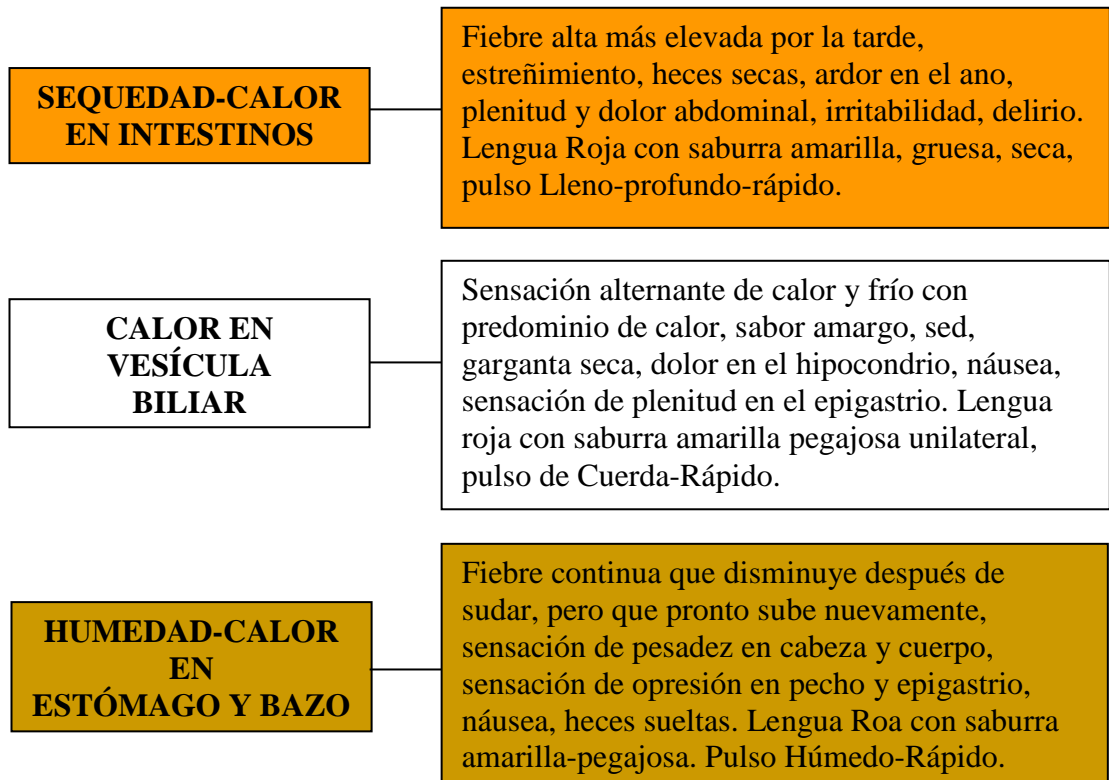 SEQUEDAD-CALOR
EN INTESTINOS
Fiebre alta más elevada por la tarde,
estreñimiento, heces secas, ardor en el ano,
plenitud y dolor abdominal, irritabilidad, delirio.
Lengua Roja con saburra amarilla, gruesa, seca,
pulso Lleno-profundo-rápido.
CALOR EN
VESÍCULA
BILIAR
Sensación alternante de calor y frío con
predominio de calor, sabor amargo, sed,
garganta seca, dolor en el hipocondrio, náusea,
sensación de plenitud en el epigastrio. Lengua
roja con saburra amarilla pegajosa unilateral,
pulso de Cuerda-Rápido.
HUMEDAD-CALOR
EN
ESTÓMAGO Y BAZO
Fiebre continua que disminuye después de
sudar, pero que pronto sube nuevamente,
sensación de pesadez en cabeza y cuerpo,
sensación de opresión en pecho y epigastrio,
náusea, heces sueltas. Lengua Roa con saburra
amarilla-pegajosa. Pulso Húmedo-Rápido.